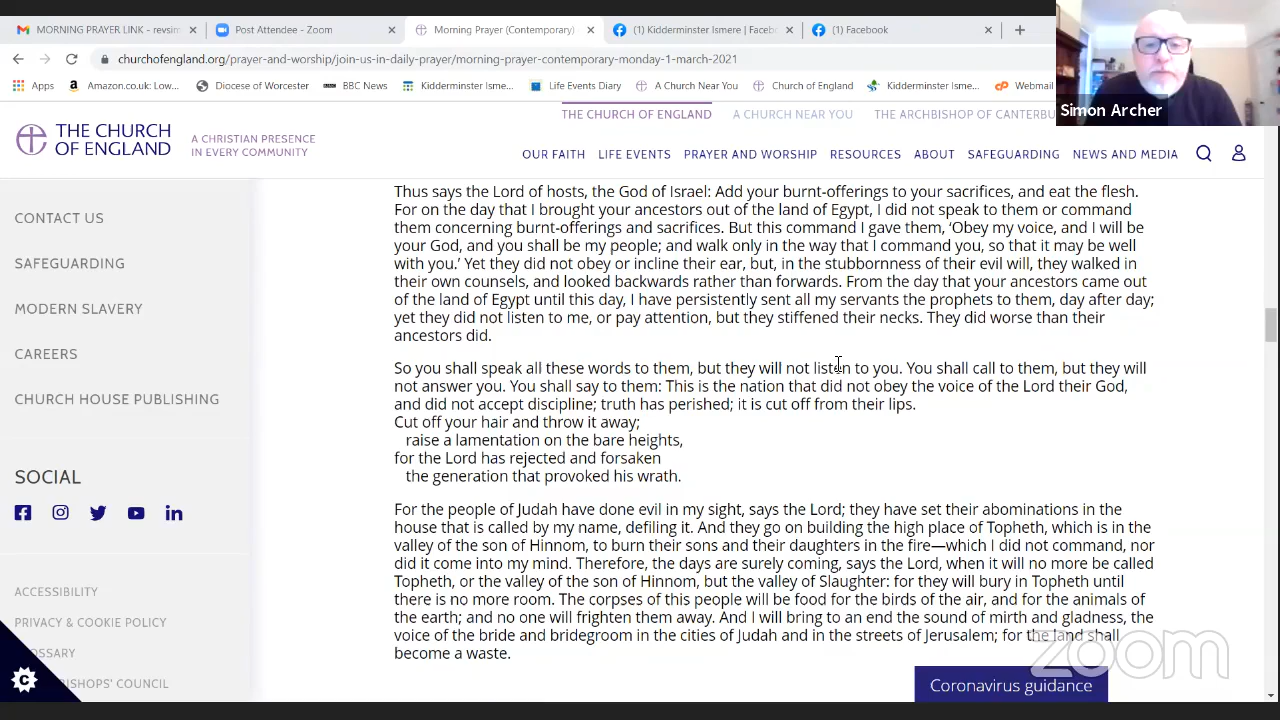 MORNING PRAYER LINK - revsim
Post Attendee - Zoom
Morning Prayer (Contemporary)
(1) Kidderminster Ismere | Faceb
(1) Facebook
churchofengland.org/prayer-and-worship/join-us-in-daily-prayer/morning-prayer-contemporary-monday-1-march-2021
Apps
Amazon.co.uk: Low...
Diocese of Worcester
BBC News
Kidderminster Isme...
Life Events Diary
A Church Near You
Church of England
Kidderminster Isme...
Webmail
Simon Archer
THE CHURCH OF ENGLAND
A CHURCH NEAR YOU
THE ARCHBISHOP OF CANTERBU
THE CHURCH
OF ENGLAND
A CHRISTIAN PRESENCE
IN EVERY COMMUNITY
OUR FAITH
LIFE EVENTS
PRAYER AND WORSHIP
RESOURCES
ABOUT
SAFEGUARDING
NEWS AND MEDIA
CONTACT US
SAFEGUARDING
MODERN SLAVERY
CAREERS
CHURCH HOUSE PUBLISHING
SOCIAL
ACCESSIBILITY
PRIVACY & COOKIE POLICY
OSSARY
BISHOPS' COUNCIL
Thus says the Lord of hosts, the God of Israel: Add your burnt-offerings to your sacrifices, and eat the flesh.
For on the day that I brought your ancestors out of the land of Egypt, I did not speak to them or command
them concerning burnt-offerings and sacrifices. But this command I gave them, ‘Obey my voice, and I will be
your God, and you shall be my people; and walk only in the way that I command you, so that it may be well
with you.’ Yet they did not obey or incline their ear, but, in the stubbornness of their evil will, they walked in
their own counsels, and looked backwards rather than forwards. From the day that your ancestors came out
of the land of Egypt until this day, I have persistently sent all my servants the prophets to them, day after day;
yet they did not listen to me, or pay attention, but they stiffened their necks. They did worse than their
ancestors did.
So you shall speak all these words to them, but they will not listen to you. You shall call to them, but they will
not answer you. You shall say to them: This is the nation that did not obey the voice of the Lord their God,
and did not accept discipline; truth has perished; it is cut off from their lips.
Cut off your hair and throw it away;
raise a lamentation on the bare heights,
for the Lord has rejected and forsaken
the generation that provoked his wrath.
For the people of Judah have done evil in my sight, says the Lord; they have set their abominations in the
house that is called by my name, defiling it. And they go on building the high place of Topheth, which is in the
valley of the son of Hinnom, to burn their sons and their daughters in the fire—which I did not command, nor
did it come into my mind. Therefore, the days are surely coming, says the Lord, when it will no more be called
Topheth, or the valley of the son of Hinnom, but the valley of Slaughter: for they will bury in Topheth until
there is no more room. The corpses of this people will be food for the birds of the air, and for the animals of
the earth; and no one will frighten them away. And I will bring to an end the sound of mirth and gladness, the
voice of the bride and bridegroom in the cities of Judah and in the streets of Jerusalem; for the land shall
become a waste.
zoom
Coronavirus guidance